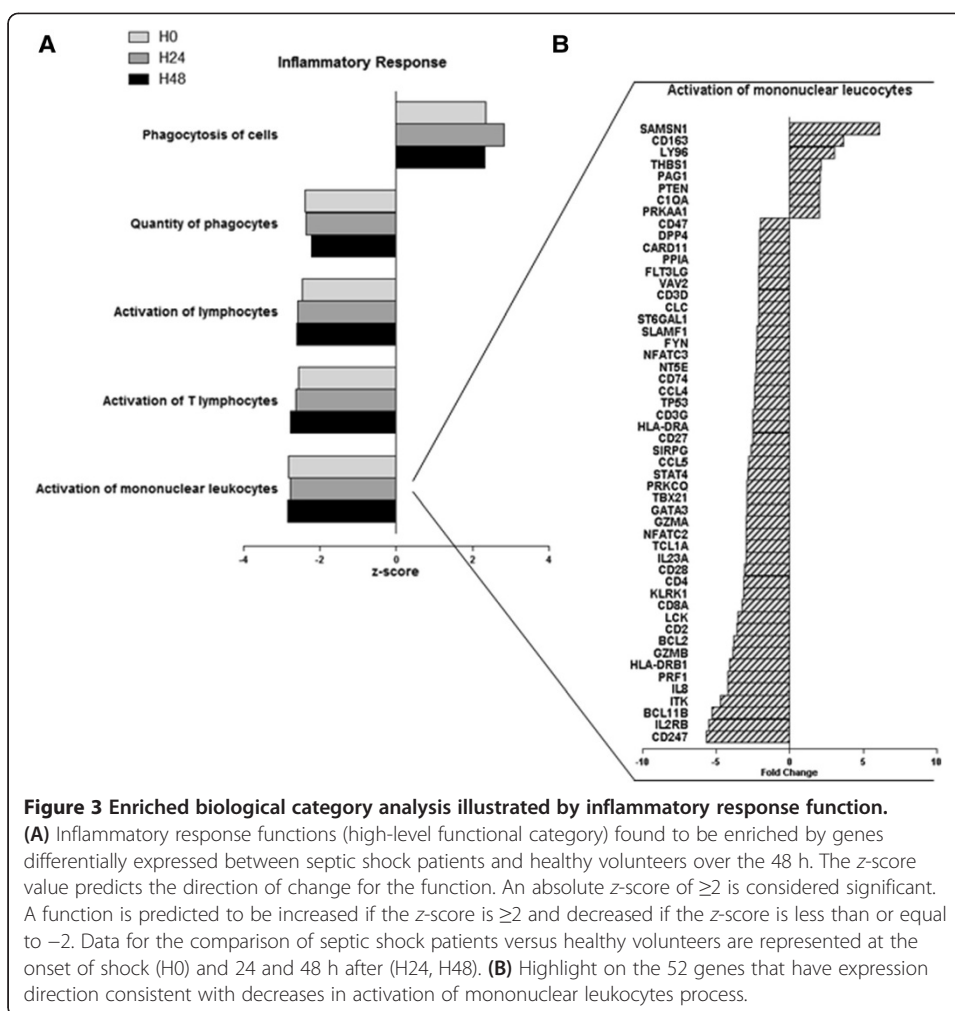 A
H0
H24
H48
Inflammatory Response
Phagocytosis of cells
Quantity of phagocytes
Activation of lymphocytes
Activation of T lymphocytes
Activation of mononuclear leukocytes
-4
-2
0
2
4
z-score
B
Activation of mononuclear leucocytes
SAMSN1
CD163
LY96
THBS1
PAG1
PTEN
C1QA
PRKAA1
CD47
DPP4
CARD11
PPIA
FLT3LG
VAV2
CD3D
CLC
ST6GAL1
SLAMF1
FYN
NFATC3
NT5E
CD74
CCL4
TP53
CD3G
HLA-DRA
CD27
SIRPG
CCL5
STAT4
PRKCQ
TBX21
GATA3
GZMA
NFATC2
TCL1A
IL23A
CD28
CD4
KLRK1
CD8A
LCK
CD2
BCL2
GZMB
HLA-DRB1
PRF1
IL8
ITK
BCL11B
IL2RB
CD247
-10
-5
0
5
10
Fold Change
Figure 3 Enriched biological category analysis illustrated by inflammatory response function.
(A) Inflammatory response functions (high-level functional category) found to be enriched by genes
differentially expressed between septic shock patients and healthy volunteers over the 48 h. The z-score
value predicts the direction of change for the function. An absolute z-score of ≥2 is considered significant.
A function is predicted to be increased if the z-score is ≥2 and decreased if the z-score is less than or equal
to −2. Data for the comparison of septic shock patients versus healthy volunteers are represented at the
onset of shock (H0) and 24 and 48 h after (H24, H48). (B) Highlight on the 52 genes that have expression
direction consistent with decreases in activation of mononuclear leukocytes process.